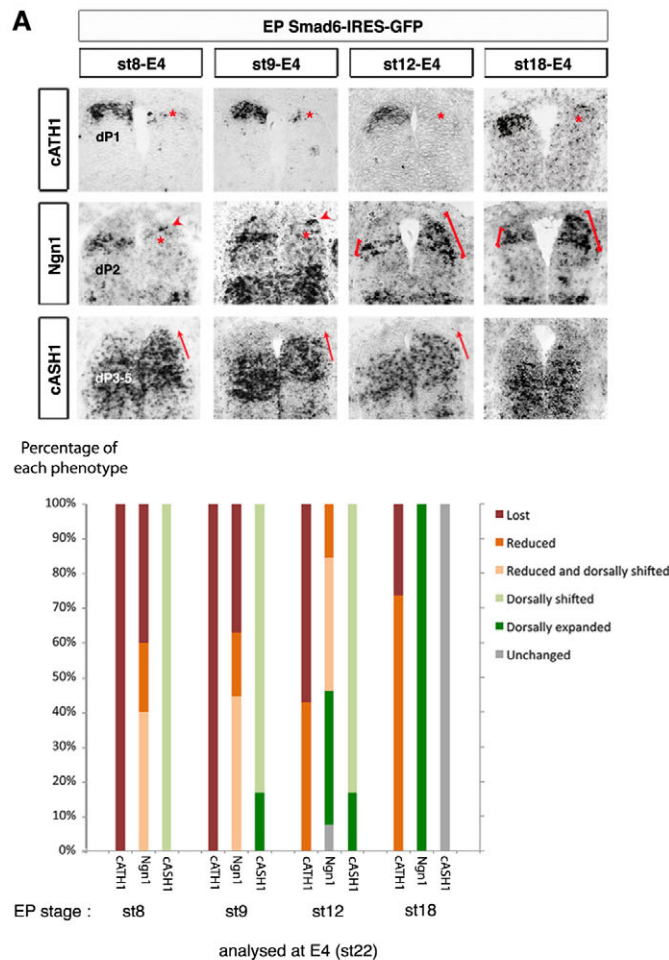 A
EP Smad6-IRES-GFP
st8-E4 st9-E4 st12-E4 st18-E4
cATH1
dP1
*
*
*
*
Ngn1
dP2
*
*
cASH1
dP3-5
Percentage of
each phenotype
100%
90%
80%
70%
60%
50%
40%
30%
20%
10%
0%
Lost
Reduced
Reduced and dorsally shifted
Dorsally shifted
Dorsally expanded
Unchanged
cATH1 Ngn1 cASH1 cATH1 Ngn1 cASH1 cATH1 Ngn1 cASH1 cATH1 Ngn1 cASH1
EP stage : st8 st9 st12 st18
analysed at E4 (st22)